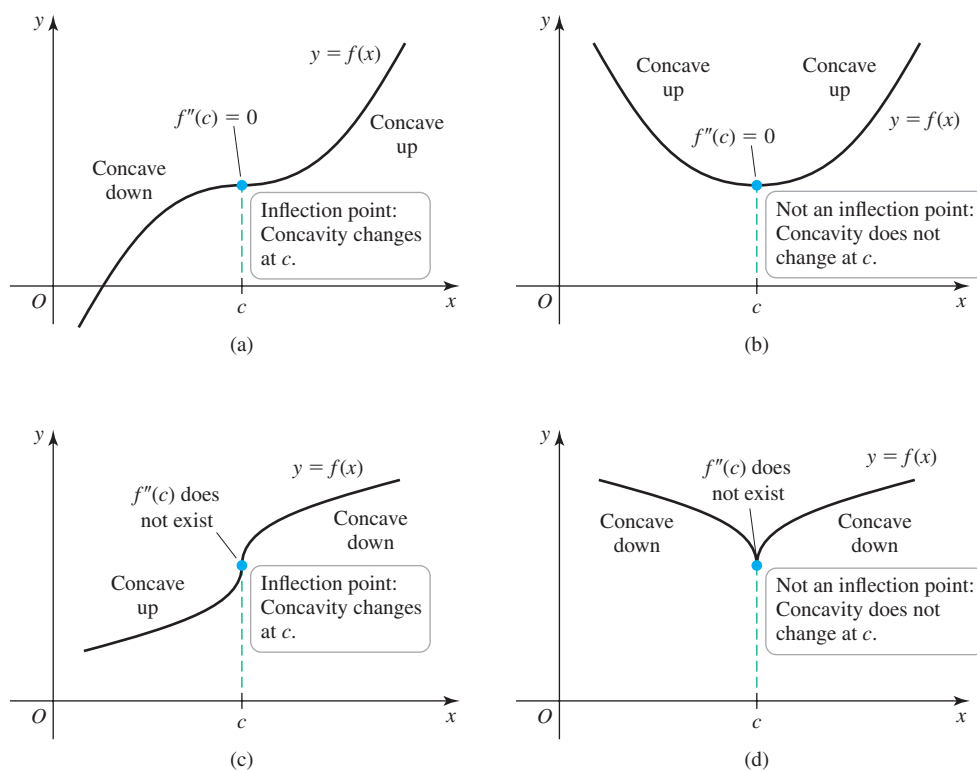 y
y = f(x)
f″(c) = 0
Concave
up
Concave
down
Inflection point:
Concavity changes
at c.
O
c
x
(a)
y
Concave
up
Concave
up
y = f(x)
f″(c) = 0
Not an inflection point:
Concavity does not
change at c.
O
c
x
(b)
y
y = f(x)
f″(c) does
not exist
Concave
down
Concave
up
Inflection point:
Concavity changes
at c.
O
c
x
(c)
y
f″(c) does
not exist
y = f(x)
Concave
down
Concave
down
Not an inflection point:
Concavity does not
change at c.
O
c
x
(d)